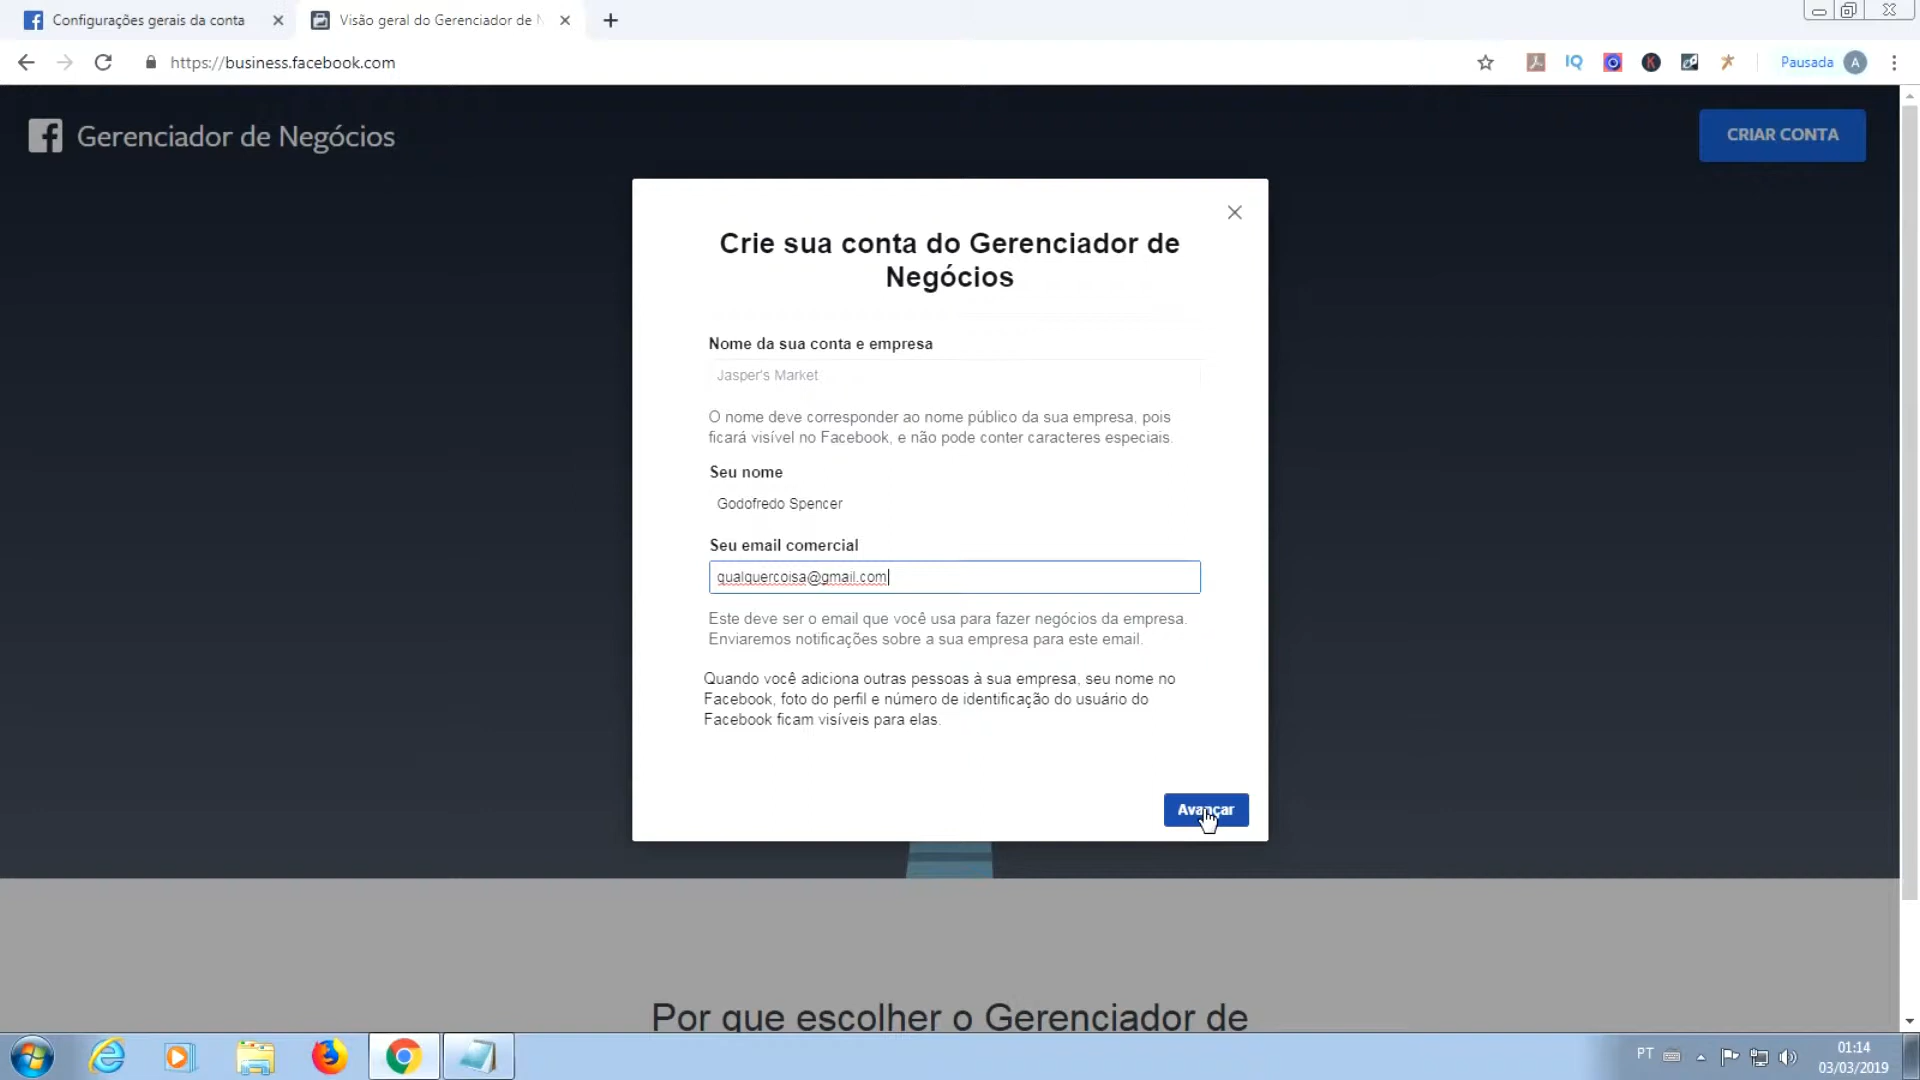 Configurações gerais da conta
Visão geral do Gerenciador de N
https://business.facebook.com
IQ
K
Pausada
A
Gerenciador de Negócios
CRIAR CONTA
Crie sua conta do Gerenciador de
Negócios
Nome da sua conta e empresa
Jasper's Market
O nome deve corresponder ao nome público da sua empresa, pois
ficará visível no Facebook, e não pode conter caracteres especiais.
Seu nome
Godofredo Spencer
Seu email comercial
qualquercoisa@gmail.com
Este deve ser o email que você usa para fazer negócios da empresa.
Enviaremos notificações sobre a sua empresa para este email.
Quando você adiciona outras pessoas à sua empresa, seu nome no
Facebook, foto do perfil e número de identificação do usuário do
Facebook ficam visíveis para elas.
Avançar
Por que escolher o Gerenciador de
PT
01:14
03/03/2019